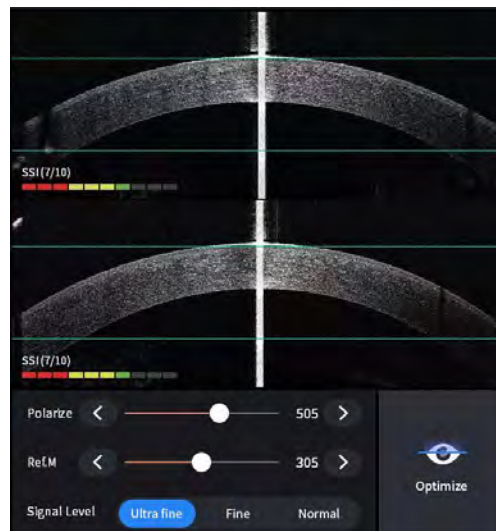 SSI(7/10)
SSI(7/10)
Polarize 505
Ref.M 305
Signal Level Ultra fine Fine Normal
Optimize